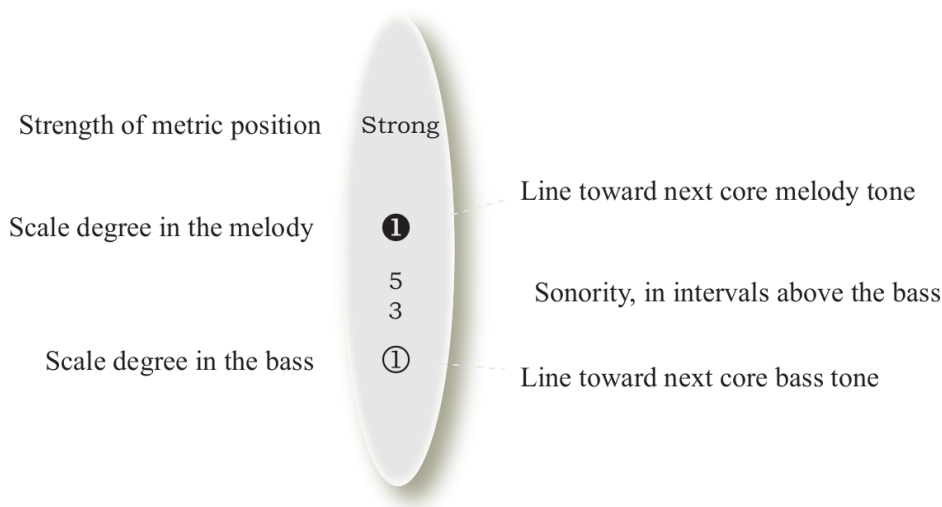 Strength of metric position
Strong
Line toward next core melody tone
Scale degree in the melody
❶
5
3
Sonority, in intervals above the bass
Scale degree in the bass
①
Line toward next core bass tone